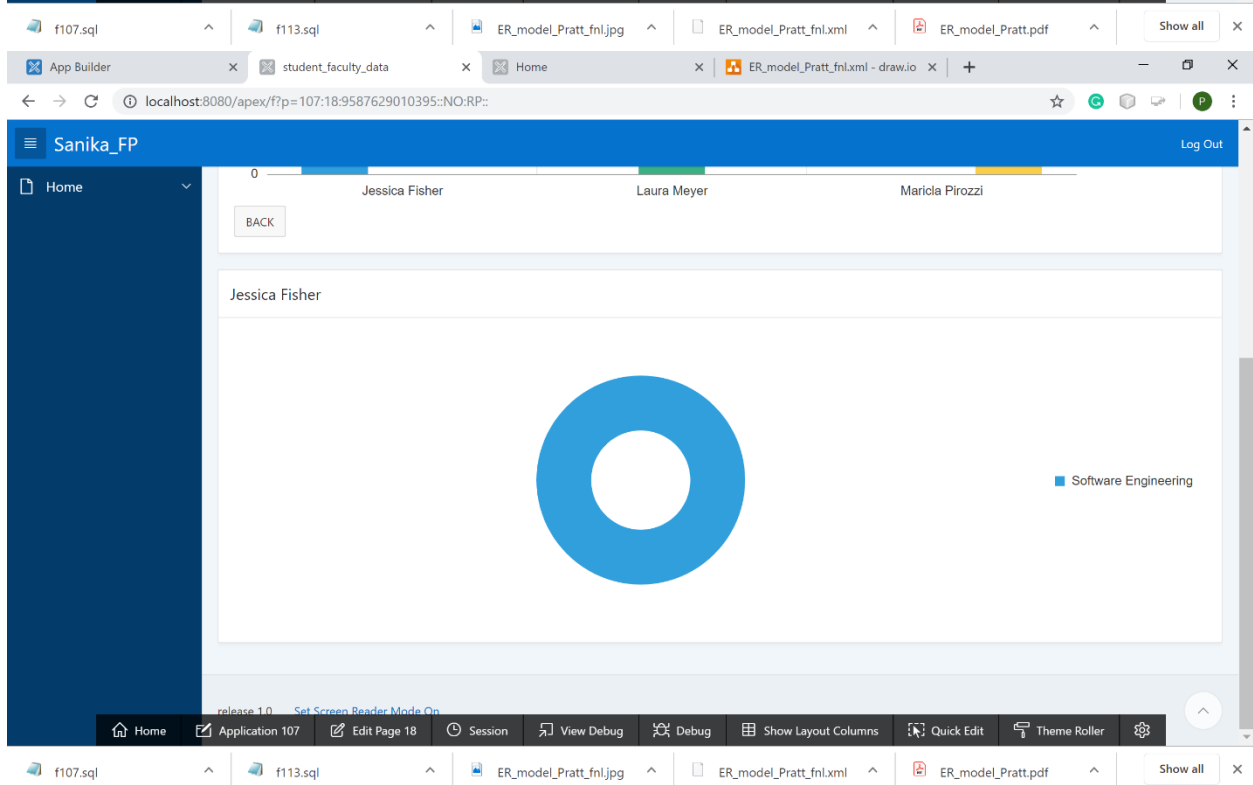 f107.sql f113.sql ER_model_Pratt_fnl.jpg ER_model_Pratt_fnl.xml ER_model_Pratt.pdf Show all
App Builder student_faculty_data Home ER_model_Pratt_fnl.xml - draw.io
localhost:8080/apex/f?p=107:18:9587629010395::NO:RP:: G P
Sanika_FP Log Out
Home
0
Jessica Fisher Laura Meyer Maricla Pirozzi
BACK
Jessica Fisher
Software Engineering
release 1.0 Set Screen Reader Mode On
Home Application 107 Edit Page 18 Session View Debug Debug Show Layout Columns Quick Edit Theme Roller
f107.sql f113.sql ER_model_Pratt_fnl.jpg ER_model_Pratt_fnl.xml ER_model_Pratt.pdf Show all